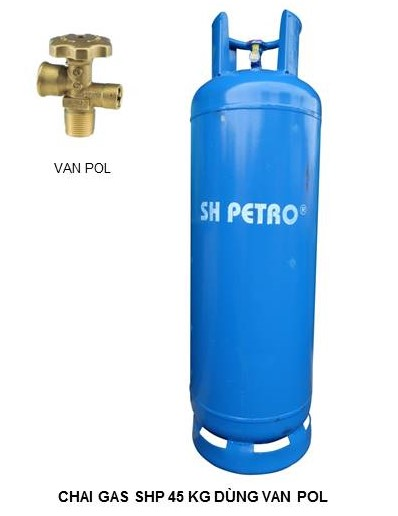 VAN POL
SH PETRO®
CHAI GAS SHP 45 KG DÙNG VAN POL